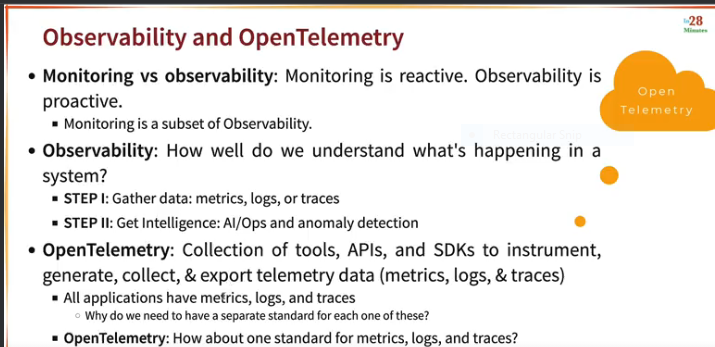 in28
Minutes
Observability and OpenTelemetry
Open
Telemetry
• Monitoring vs observability: Monitoring is reactive. Observability is
proactive.
▪ Monitoring is a subset of Observability.
• Observability: How well do we understand what's happening in a
system?
▪ STEP I: Gather data: metrics, logs, or traces
▪ STEP II: Get Intelligence: AI/Ops and anomaly detection
• OpenTelemetry: Collection of tools, APIs, and SDKs to instrument,
generate, collect, & export telemetry data (metrics, logs, & traces)
▪ All applications have metrics, logs, and traces
○ Why do we need to have a separate standard for each one of these?
▪ OpenTelemetry: How about one standard for metrics, logs, and traces?
Rectangular Snip